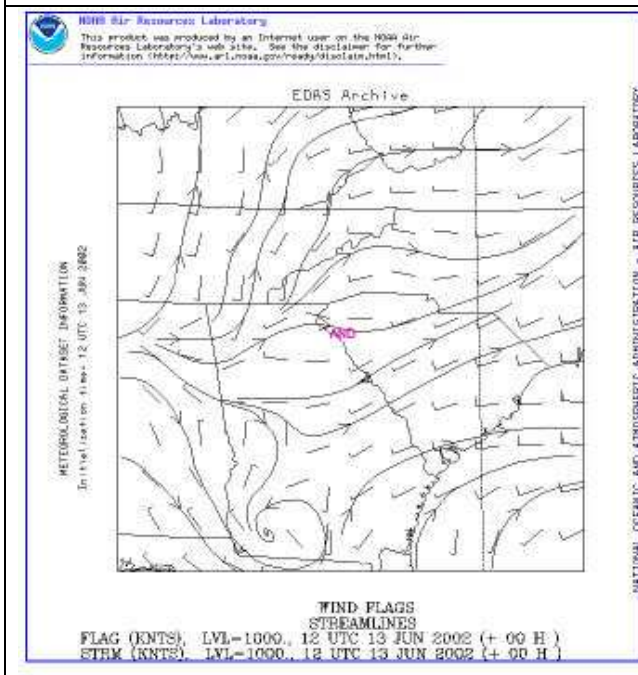 NOAA Air Resources Laboratory
This product was produced by an Internet user on the NOAA Air
Resources Laboratory's web site. See the disclaimer for further
information (http://www.arl.noaa.gov/ready/disclaim.html).
EDAS Archive
METEOROLOGICAL DATASET INFORMATION
Initialization time= 12 UTC 13 JUN 2002
AND
NATIONAL OCEANIC AND ATMOSPHERIC ADMINISTRATION - AIR RESOURCES LABORATORY
WIND FLAGS
STREAMLINES
FLAG (KNTS), LVL=1000., 12 UTC 13 JUN 2002 (+ 00 H )
STRM (KNTS), LVL=1000., 12 UTC 13 JUN 2002 (+ 00 H )